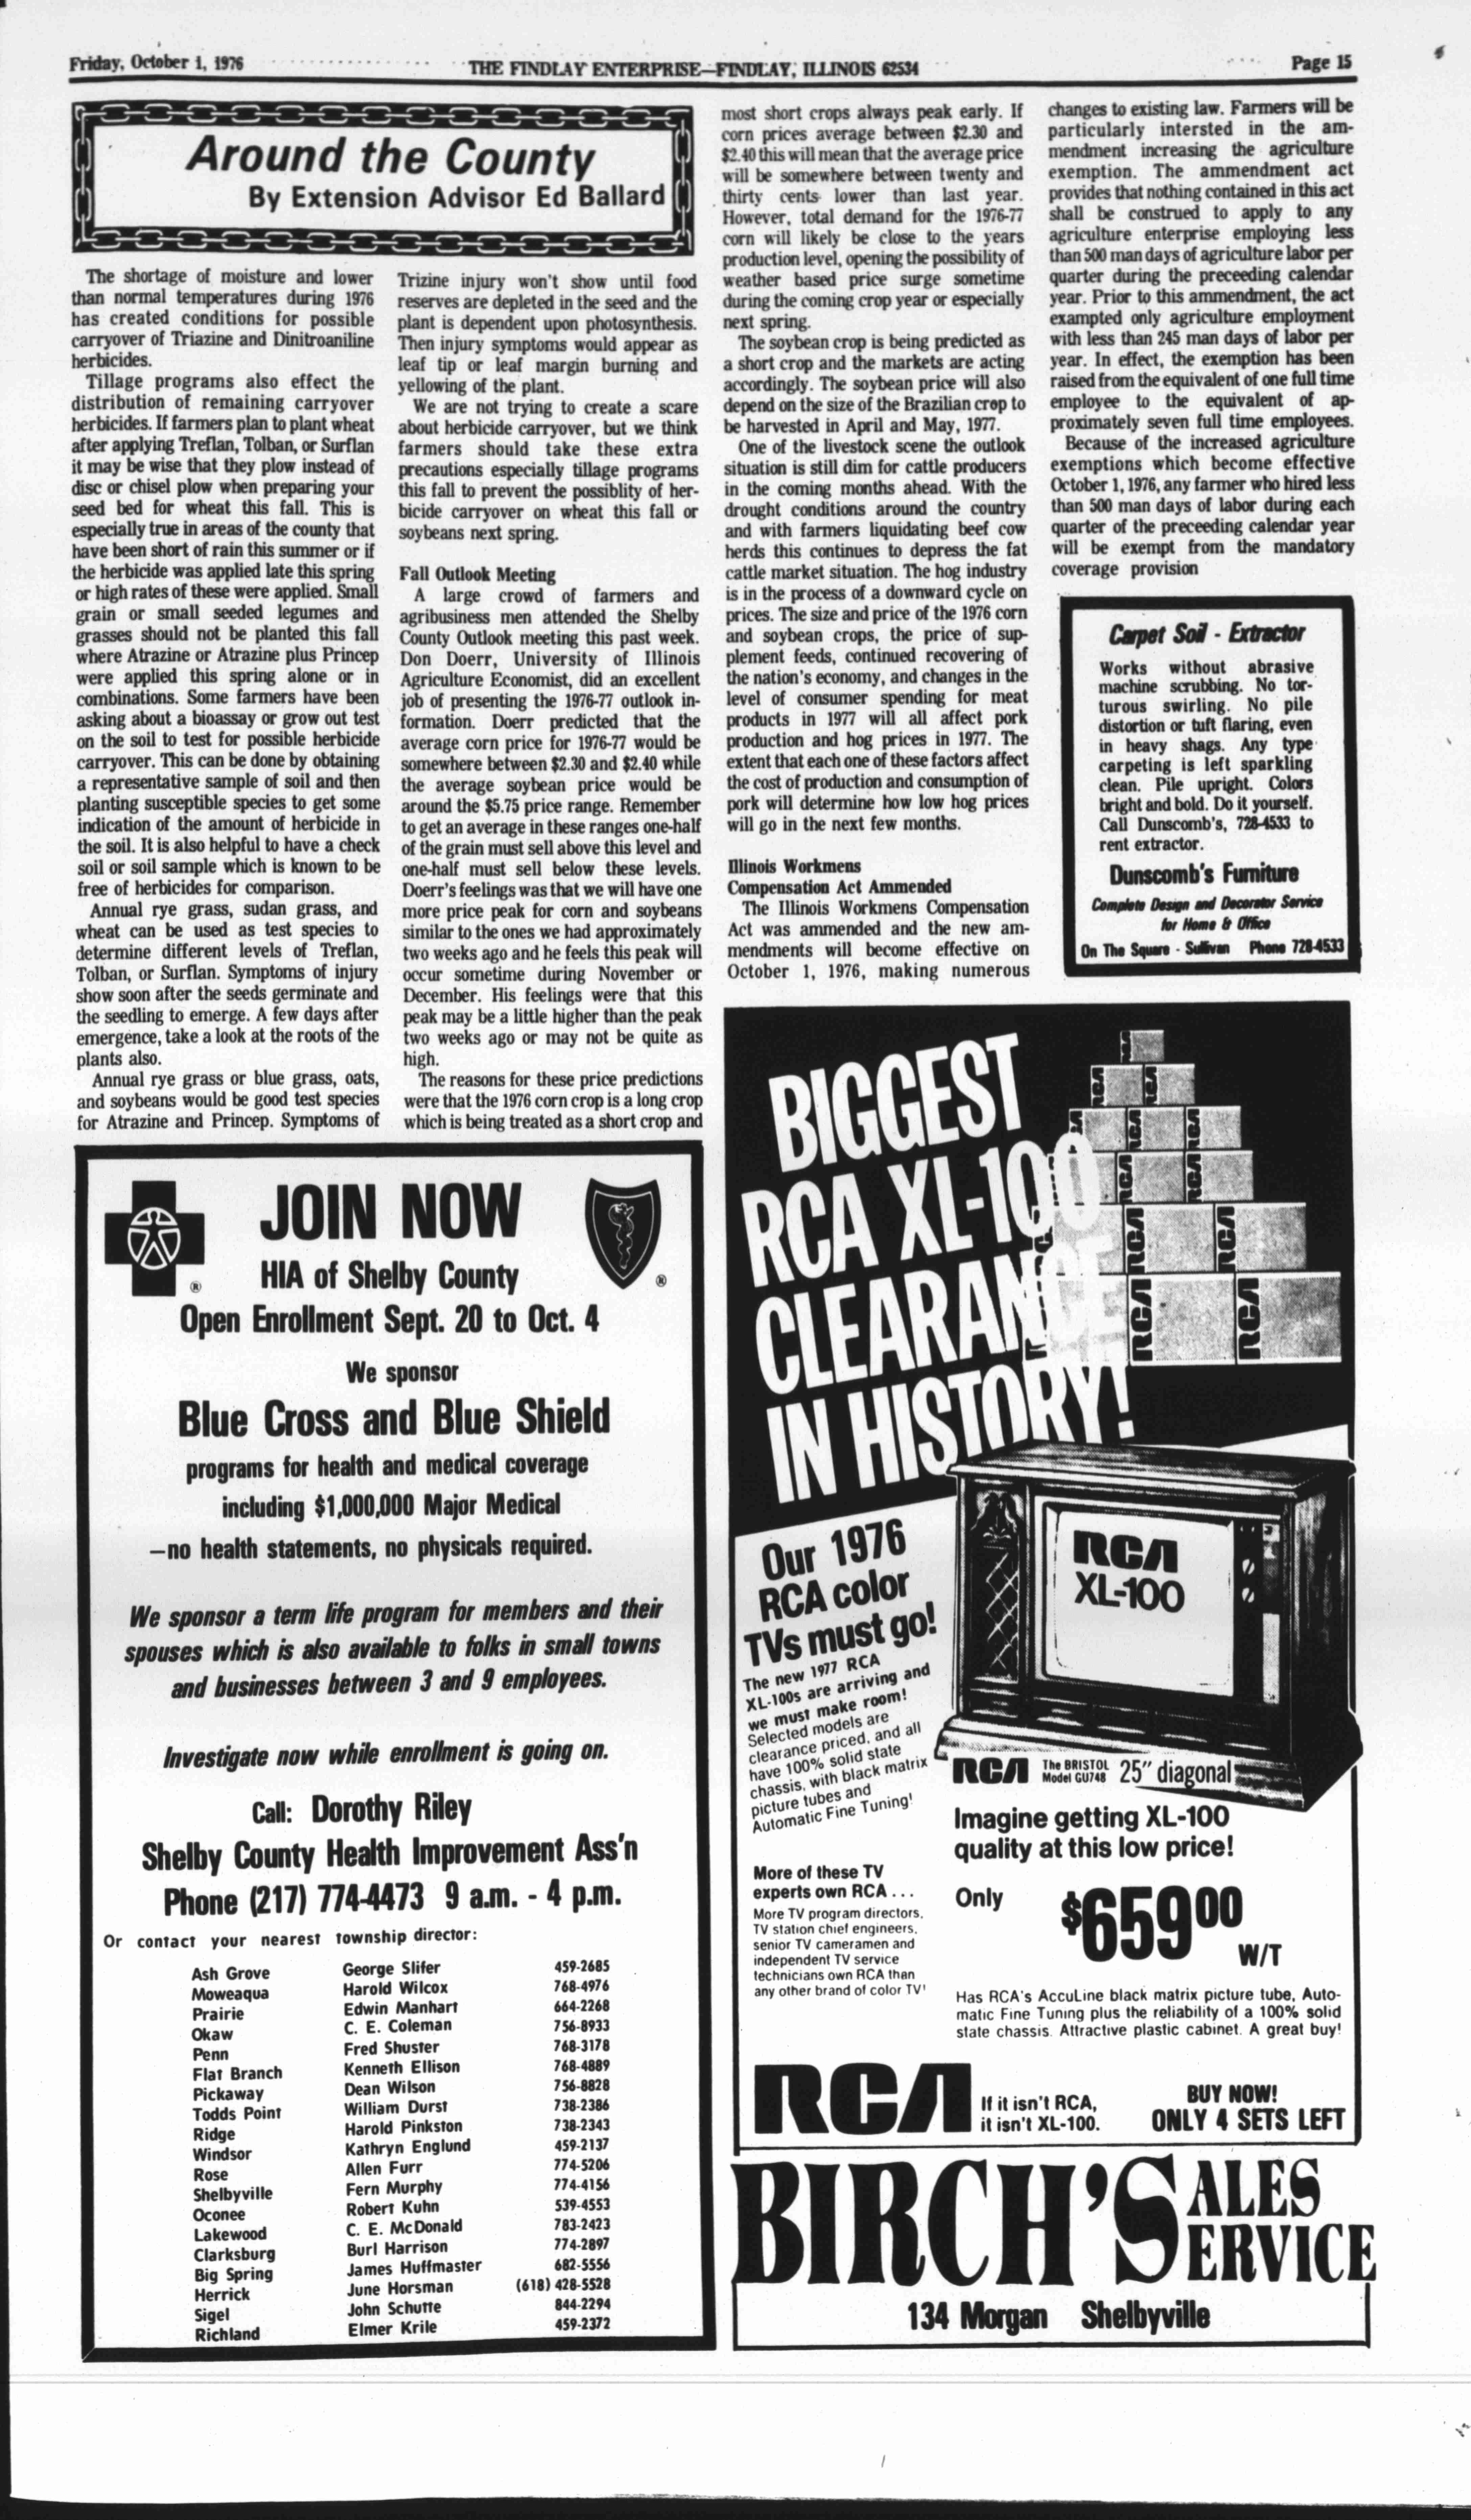 Friday, October 1, 1976
THE FINDLAY ENTERPRISE—FINDLAY, ILLINOIS 62534
Page 15
Around the County
By Extension Advisor Ed Ballard
The shortage of moisture and lower
than normal temperatures during 1976
has created conditions for possible
carryover of Triazine and Dinitroaniline
herbicides.
Tillage programs also effect the
distribution of remaining carryover
herbicides. If farmers plan to plant wheat
after applying Treflan, Tolban, or Surflan
it may be wise that they plow instead of
disc or chisel plow when preparing your
seed bed for wheat this fall. This is
especially true in areas of the county that
have been short of rain this summer or if
the herbicide was applied late this spring
or high rates of these were applied. Small
grain or small seeded legumes and
grasses should not be planted this fall
where Atrazine or Atrazine plus Princep
were applied this spring alone or in
combinations. Some farmers have been
asking about a bioassay or grow out test
on the soil to test for possible herbicide
carryover. This can be done by obtaining
a representative sample of soil and then
planting susceptible species to get some
indication of the amount of herbicide in
the soil. It is also helpful to have a check
soil or soil sample which is known to be
free of herbicides for comparison.
Annual rye grass, sudan grass, and
wheat can be used as test species to
determine different levels of Treflan,
Tolban, or Surflan. Symptoms of injury
show soon after the seeds germinate and
the seedling to emerge. A few days after
emergence, take a look at the roots of the
plants also.
Annual rye grass or blue grass, oats,
and soybeans would be good test species
for Atrazine and Princep. Symptoms of
Trizine injury won't show until food
reserves are depleted in the seed and the
plant is dependent upon photosynthesis.
Then injury symptoms would appear as
leaf tip or leaf margin burning and
yellowing of the plant.
We are not trying to create a scare
about herbicide carryover, but we think
farmers should take these extra
precautions especially tillage programs
this fall to prevent the possiblity of her-
bicide carryover on wheat this fall or
soybeans next spring.
Fall Outlook Meeting
A large crowd of farmers and
agribusiness men attended the Shelby
County Outlook meeting this past week.
Don Doerr, University of Illinois
Agriculture Economist, did an excellent
job of presenting the 1976-77 outlook in-
formation. Doerr predicted that the
average corn price for 1976-77 would be
somewhere between $2.30 and $2.40 while
the average soybean price would be
around the $5.75 price range. Remember
to get an average in these ranges one-half
of the grain must sell above this level and
one-half must sell below these levels.
Doerr's feelings was that we will have one
more price peak for corn and soybeans
similar to the ones we had approximately
two weeks ago and he feels this peak will
occur sometime during November or
December. His feelings were that this
peak may be a little higher than the peak
two weeks ago or may not be quite as
high.
The reasons for these price predictions
were that the 1976 corn crop is a long crop
which is being treated as a short crop and
most short crops always peak early. If
corn prices average between $2.30 and
$2.40 this will mean that the average price
will be somewhere between twenty and
thirty cents lower than last year.
However, total demand for the 1976-77
corn will likely be close to the years
production level, opening the possibility of
weather based price surge sometime
during the coming crop year or especially
next spring.
The soybean crop is being predicted as
a short crop and the markets are acting
accordingly. The soybean price will also
depend on the size of the Brazilian crop to
be harvested in April and May, 1977.
One of the livestock scene the outlook
situation is still dim for cattle producers
in the coming months ahead. With the
drought conditions around the country
and with farmers liquidating beef cow
herds this continues to depress the fat
cattle market situation. The hog industry
is in the process of a downward cycle on
prices. The size and price of the 1976 corn
and soybean crops, the price of sup-
plement feeds, continued recovering of
the nation's economy, and changes in the
level of consumer spending for meat
products in 1977 will all affect pork
production and hog prices in 1977. The
extent that each one of these factors affect
the cost of production and consumption of
pork will determine how low hog prices
will go in the next few months.
Illinois Workmens
Compensation Act Ammended
The Illinois Workmens Compensation
Act was ammended and the new am-
mendments will become effective on
October 1, 1976, making numerous
changes to existing law. Farmers will be
particularly intersted in the am-
mendment increasing the agriculture
exemption. The ammendment act
provides that nothing contained in this act
shall be construed to apply to any
agriculture enterprise employing less
than 500 man days of agriculture labor per
quarter during the preceeding calendar
year. Prior to this ammendment, the act
exampted only agriculture employment
with less than 245 man days of labor per
year. In effect, the exemption has been
raised from the equivalent of one full time
employee to the equivalent of ap-
proximately seven full time employees.
Because of the increased agriculture
exemptions which become effective
October 1, 1976, any farmer who hired less
than 500 man days of labor during each
quarter of the preceeding calendar year
will be exempt from the mandatory
coverage provision
Carpet Soil - Extractor
Works without abrasive
machine scrubbing. No tor-
turous swirling. No pile
distortion or tuft flaring, even
in heavy shags. Any type
carpeting is left sparkling
clean. Pile upright. Colors
bright and bold. Do it yourself.
Call Dunscomb's, 728-4533 to
rent extractor.
Dunscomb's Furniture
Complete Design and Decorator Service
for Home & Office
On The Square - Sullivan Phone 728-4533
JOIN NOW
HIA of Shelby County
Open Enrollment Sept. 20 to Oct. 4
We sponsor
Blue Cross and Blue Shield
programs for health and medical coverage
including $1,000,000 Major Medical
—no health statements, no physicals required.
We sponsor a term life program for members and their
spouses which is also available to folks in small towns
and businesses between 3 and 9 employees.
Investigate now while enrollment is going on.
Call: Dorothy Riley
Shelby County Health Improvement Ass'n
Phone (217) 774-4473 9 a.m. - 4 p.m.
Or contact your nearest township director:
Ash Grove George Slifer 459-2685
Moweaqua Harold Wilcox 768-4976
Prairie Edwin Manhart 664-2268
Okaw C. E. Coleman 756-8933
Penn Fred Shuster 768-3178
Flat Branch Kenneth Ellison 768-4889
Pickaway Dean Wilson 756-8828
Todds Point William Durst 738-2386
Ridge Harold Pinkston 738-2343
Windsor Kathryn Englund 459-2137
Rose Allen Furr 774-5206
Shelbyville Fern Murphy 774-4156
Oconee Robert Kuhn 539-4553
Lakewood C. E. McDonald 783-2423
Clarksburg Burl Harrison 774-2897
Big Spring James Huffmaster 682-5556
Herrick June Horsman (618) 428-5528
Sigel John Schutte 844-2294
Richland Elmer Krile 459-2372
BIGGEST
RCA XL-100
CLEARANCE
IN HISTORY!
RCA
RCA RCA
RCA RCA RCA
RCA RCA
RCA RCA
RCA RCA
RCA
XL-100
Our 1976
RCA color
TVs must go!
The new 1977 RCA
XL-100s are arriving and
we must make room!
Selected models are
clearance priced, and all
have 100% solid state
chassis, with black matrix
picture tubes and
Automatic Fine Tuning!
RCA The BRISTOL
Model GU748 25" diagonal
Imagine getting XL-100
quality at this low price!
Only $659 00
W/T
More of these TV
experts own RCA . . .
More TV program directors,
TV station chief engineers,
senior TV cameramen and
independent TV service
technicians own RCA than
any other brand of color TV!
Has RCA's AccuLine black matrix picture tube, Auto-
matic Fine Tuning plus the reliability of a 100% solid
state chassis. Attractive plastic cabinet. A great buy!
RCA
If it isn't RCA,
it isn't XL-100.
BUY NOW!
ONLY 4 SETS LEFT
BIRCH'S SALES
SERVICE
134 Morgan Shelbyville